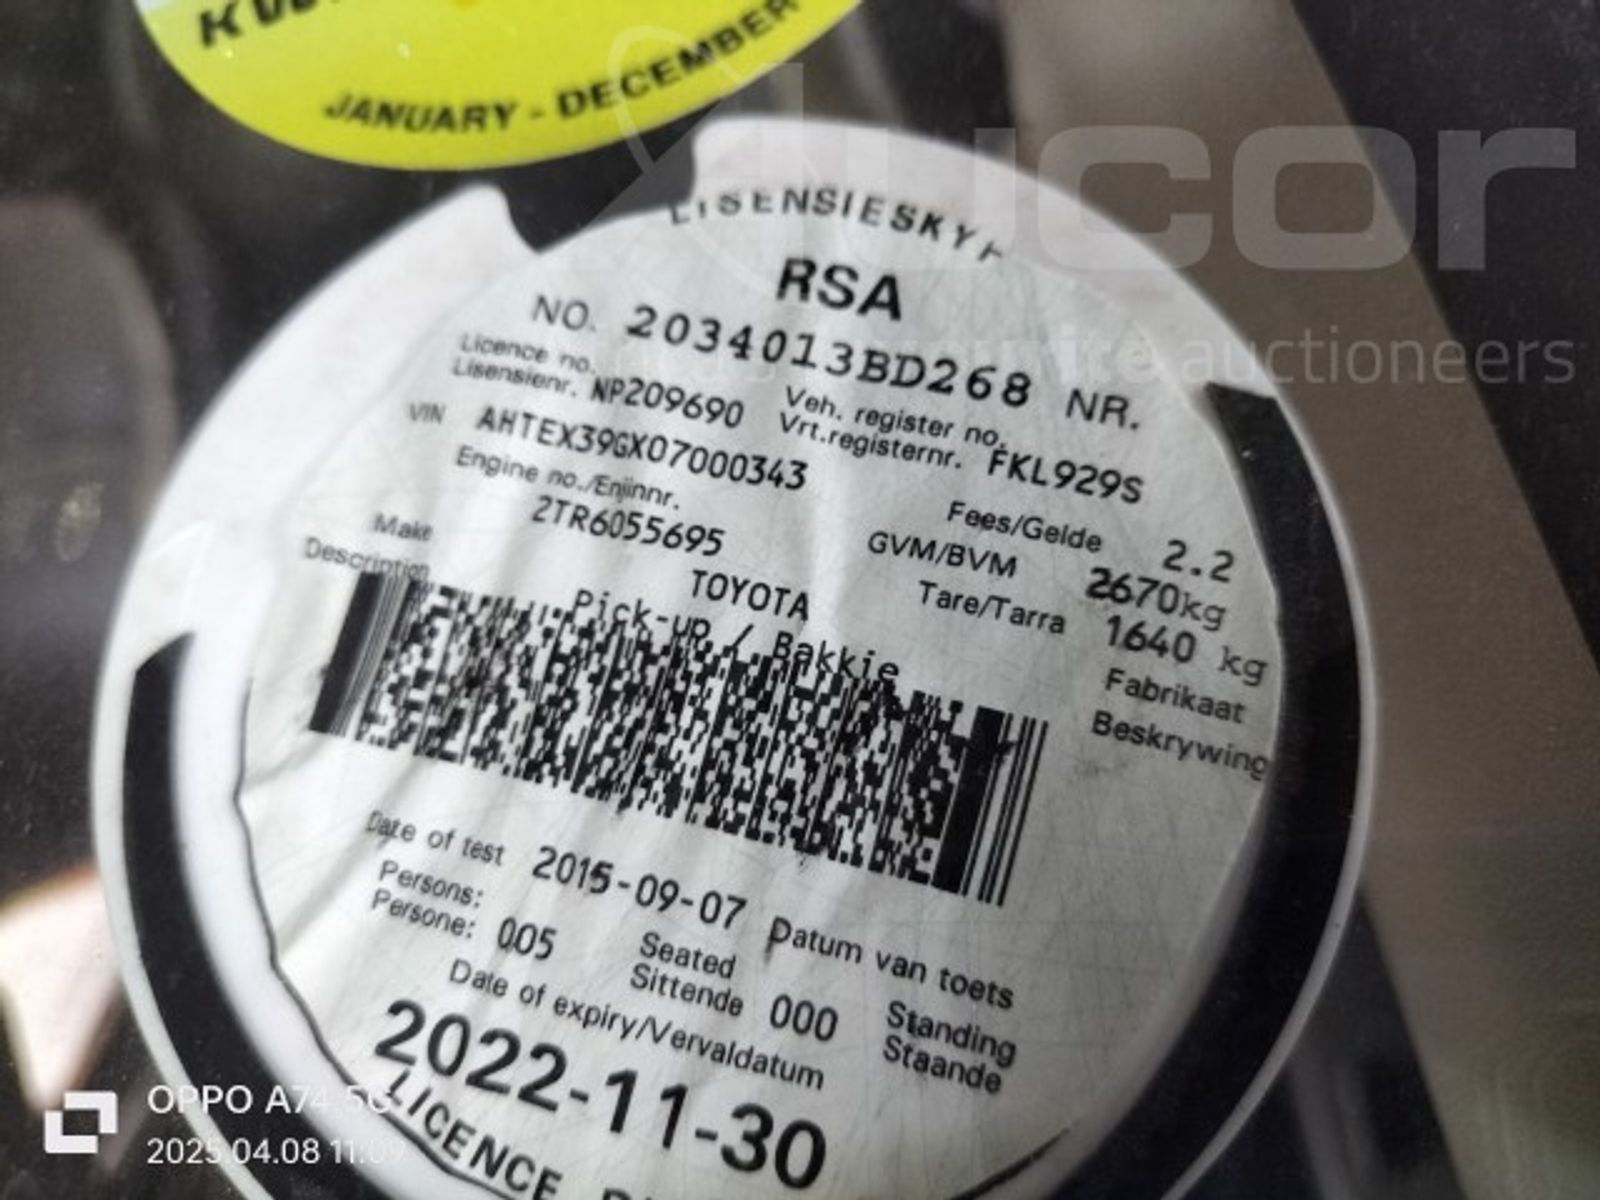 JANUARY - DECEMBER
ucor
auctioneers
RSA
NO. 2034013BD268 NR.
Licence no.
Lisensienr. NP209690
Veh. register no.
Vrt.registernr. FKL929S
VIN AHTEX39GX07000343
Engine no./Enjinnr.
2TR6055695
Fees/Gelde 2.2
GVM/BVM 2670kg
Tare/Tarra 1640 kg
Make TOYOTA Fabrikaat
Description Pick-up / Bakkie Beskrywing
Date of test 2015-09-07 Datum van toets
Persons:
Persone: 005
Seated
Sittende 000
Standing
Staande
Date of expiry/Vervaldatum
2022-11-30
LICENCE
OPPO A74 5G
2025.04.08 11:09